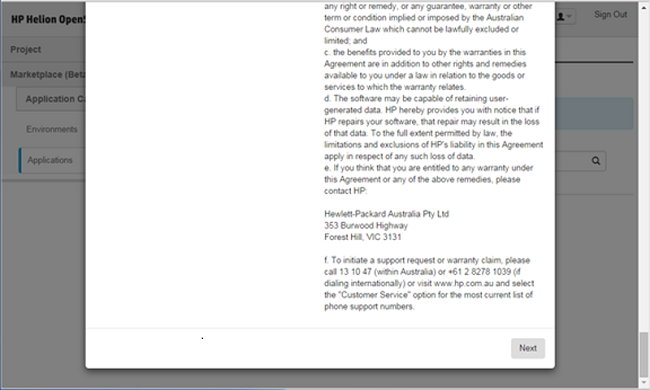 HP Helion Open
Sign Out
Project
Marketplace (Beta
Application Ca
Environments
Applications
any right or remedy, or any guarantee, warranty or other
term or condition implied or imposed by the Australian
Consumer Law which cannot be lawfully excluded or
limited; and
c. the benefits provided to you by the warranties in this
Agreement are in addition to other rights and remedies
available to you under a law in relation to the goods or
services to which the warranty relates.
d. The software may be capable of retaining user-
generated data. HP hereby provides you with notice that if
HP repairs your software, that repair may result in the loss
of that data. To the full extent permitted by law, the
limitations and exclusions of HP's liability in this Agreement
apply in respect of any such loss of data.
e. If you think that you are entitled to any warranty under
this Agreement or any of the above remedies, please
contact HP:
Hewlett-Packard Australia Pty Ltd
353 Burwood Highway
Forest Hill, VIC 3131
f. To initiate a support request or warranty claim, please
call 13 10 47 (within Australia) or +61 2 8278 1039 (if
dialing internationally) or visit www.hp.com.au and select
the "Customer Service" option for the most current list of
phone support numbers.
Next